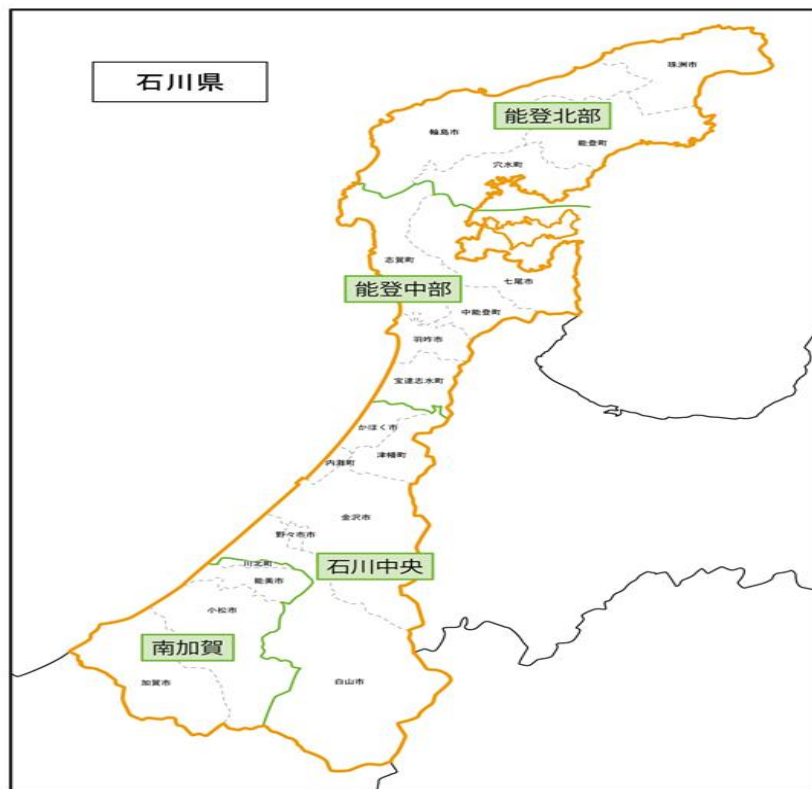 石川県
珠洲市
能登北部
輪島市
能登町
穴水町
志賀町
七尾市
能登中部
中能登町
羽咋市
宝達志水町
かほく市
津幡町
内灘町
金沢市
野々市市
川北町
石川中央
能美市
小松市
南加賀
加賀市
白山市